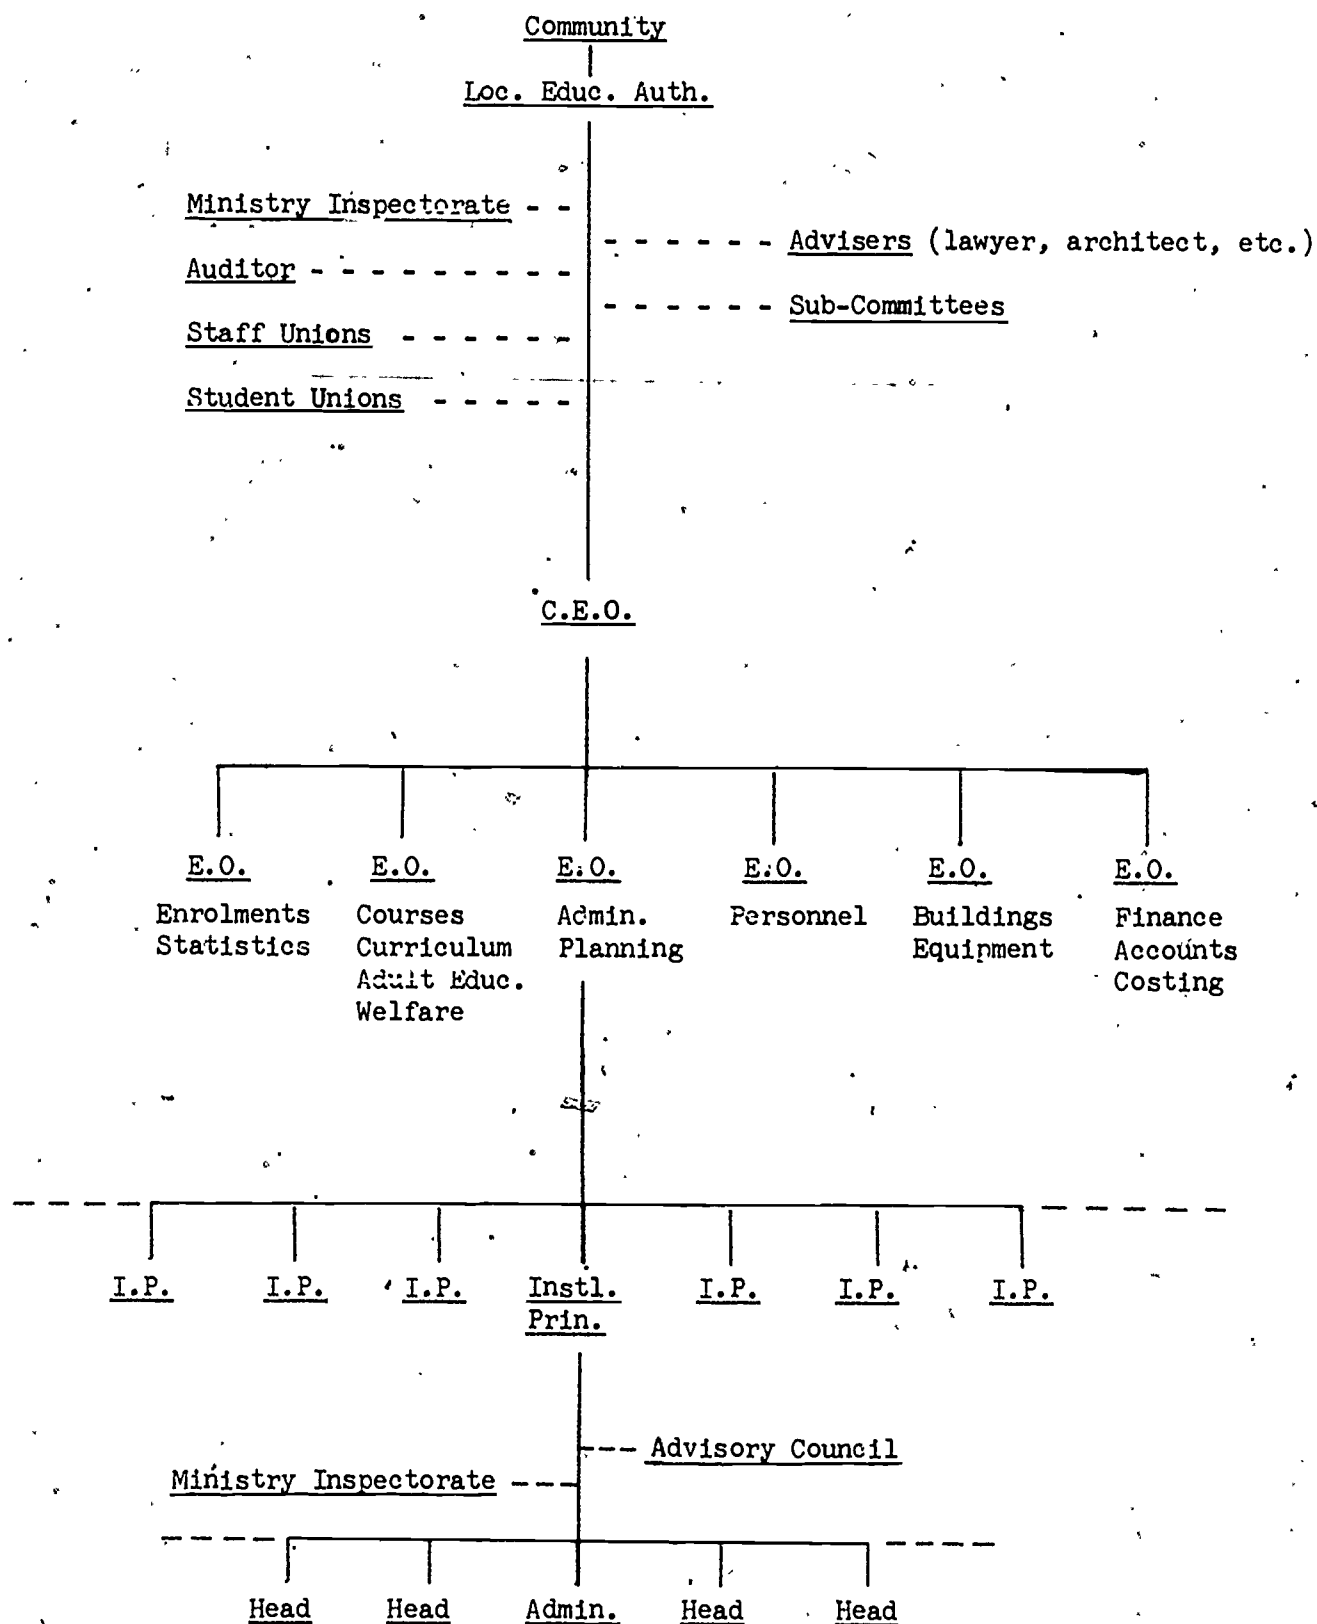 Community
Loc. Educ. Auth.
Ministry Inspectorate
Advisers (lawyer, architect, etc.)
Auditor
Sub-Committees
Staff Unions
Student Unions
C.E.O.
E.O. E.O. E.O. E.O. E.O. E.O.
Enrolments Courses Admin. Personnel Buildings Finance
Statistics Curriculum Planning Equipment Accounts
Adult Educ. Costing
Welfare
I.P. I.P. I.P. Instl. I.P. I.P. I.P.
Prin.
Advisory Council
Ministry Inspectorate
Head Head Admin. Head Head